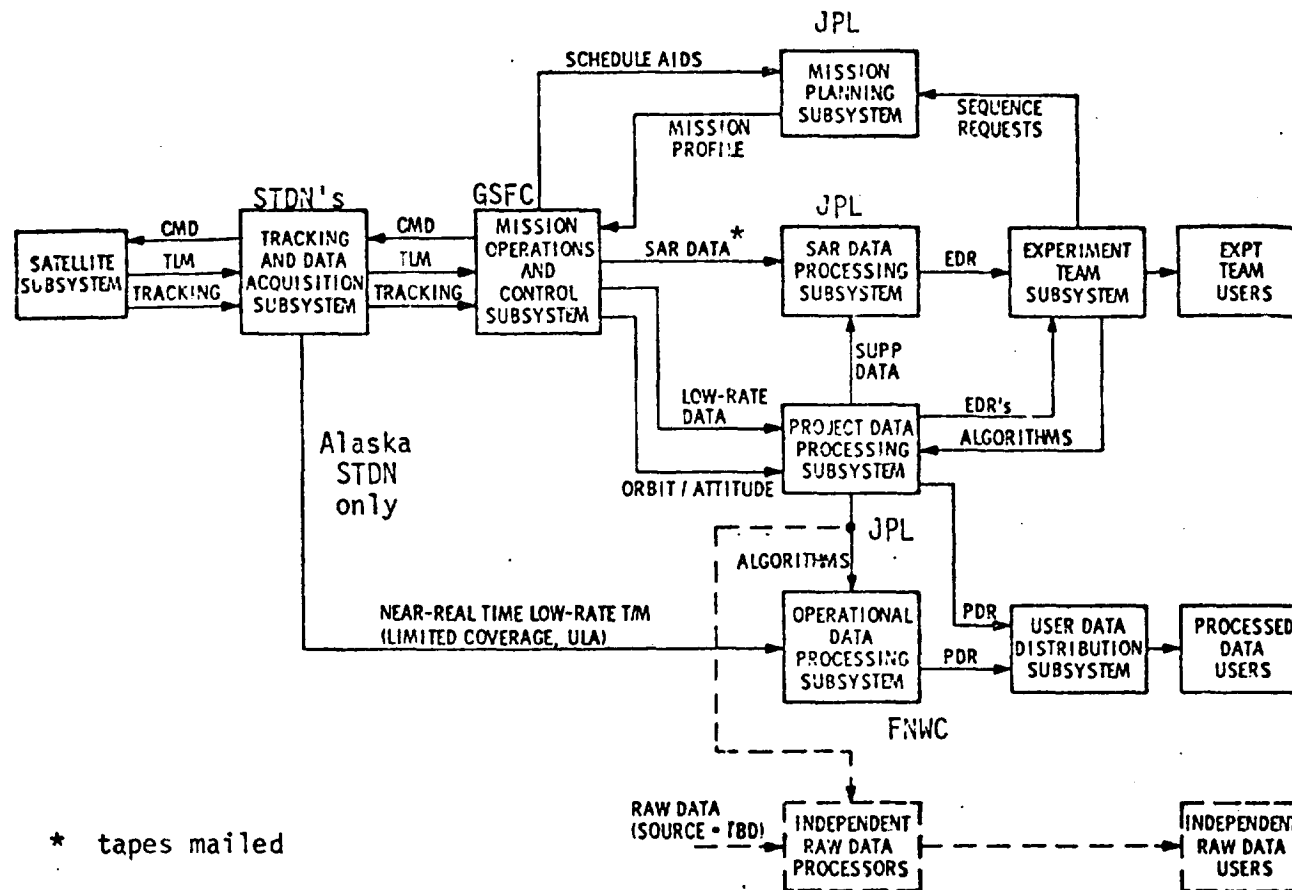 JPL
SCHEDULE AIDS
MISSION
PLANNING
SUBSYSTEM
SEQUENCE
REQUESTS
MISSION
PROFILE
STDN's
GSFC
JPL
SATELLITE
SUBSYSTEM
CMD
TLM
TRACKING
TRACKING
AND DATA
ACQUISITION
SUBSYSTEM
CMD
TLM
TRACKING
MISSION
OPERATIONS
AND
CONTROL
SUBSYSTEM
SAR DATA*
SAR DATA
PROCESSING
SUBSYSTEM
EDR
EXPERIMENT
TEAM
SUBSYSTEM
EXPT
TEAM
USERS
SUPP
DATA
LOW-RATE
DATA
ORBIT / ATTITUDE
PROJECT DATA
PROCESSING
SUBSYSTEM
EDR's
ALGORITHMS
JPL
Alaska
STDN
only
ALGORITHMS
NEAR-REAL TIME LOW-RATE T/M
(LIMITED COVERAGE, ULA)
OPERATIONAL
DATA
PROCESSING
SUBSYSTEM
PDR
PDR
USER DATA
DISTRIBUTION
SUBSYSTEM
PROCESSED
DATA
USERS
FNWC
RAW DATA
(SOURCE - TBD)
INDEPENDENT
RAW DATA
PROCESSORS
INDEPENDENT
RAW DATA
USERS
* tapes mailed